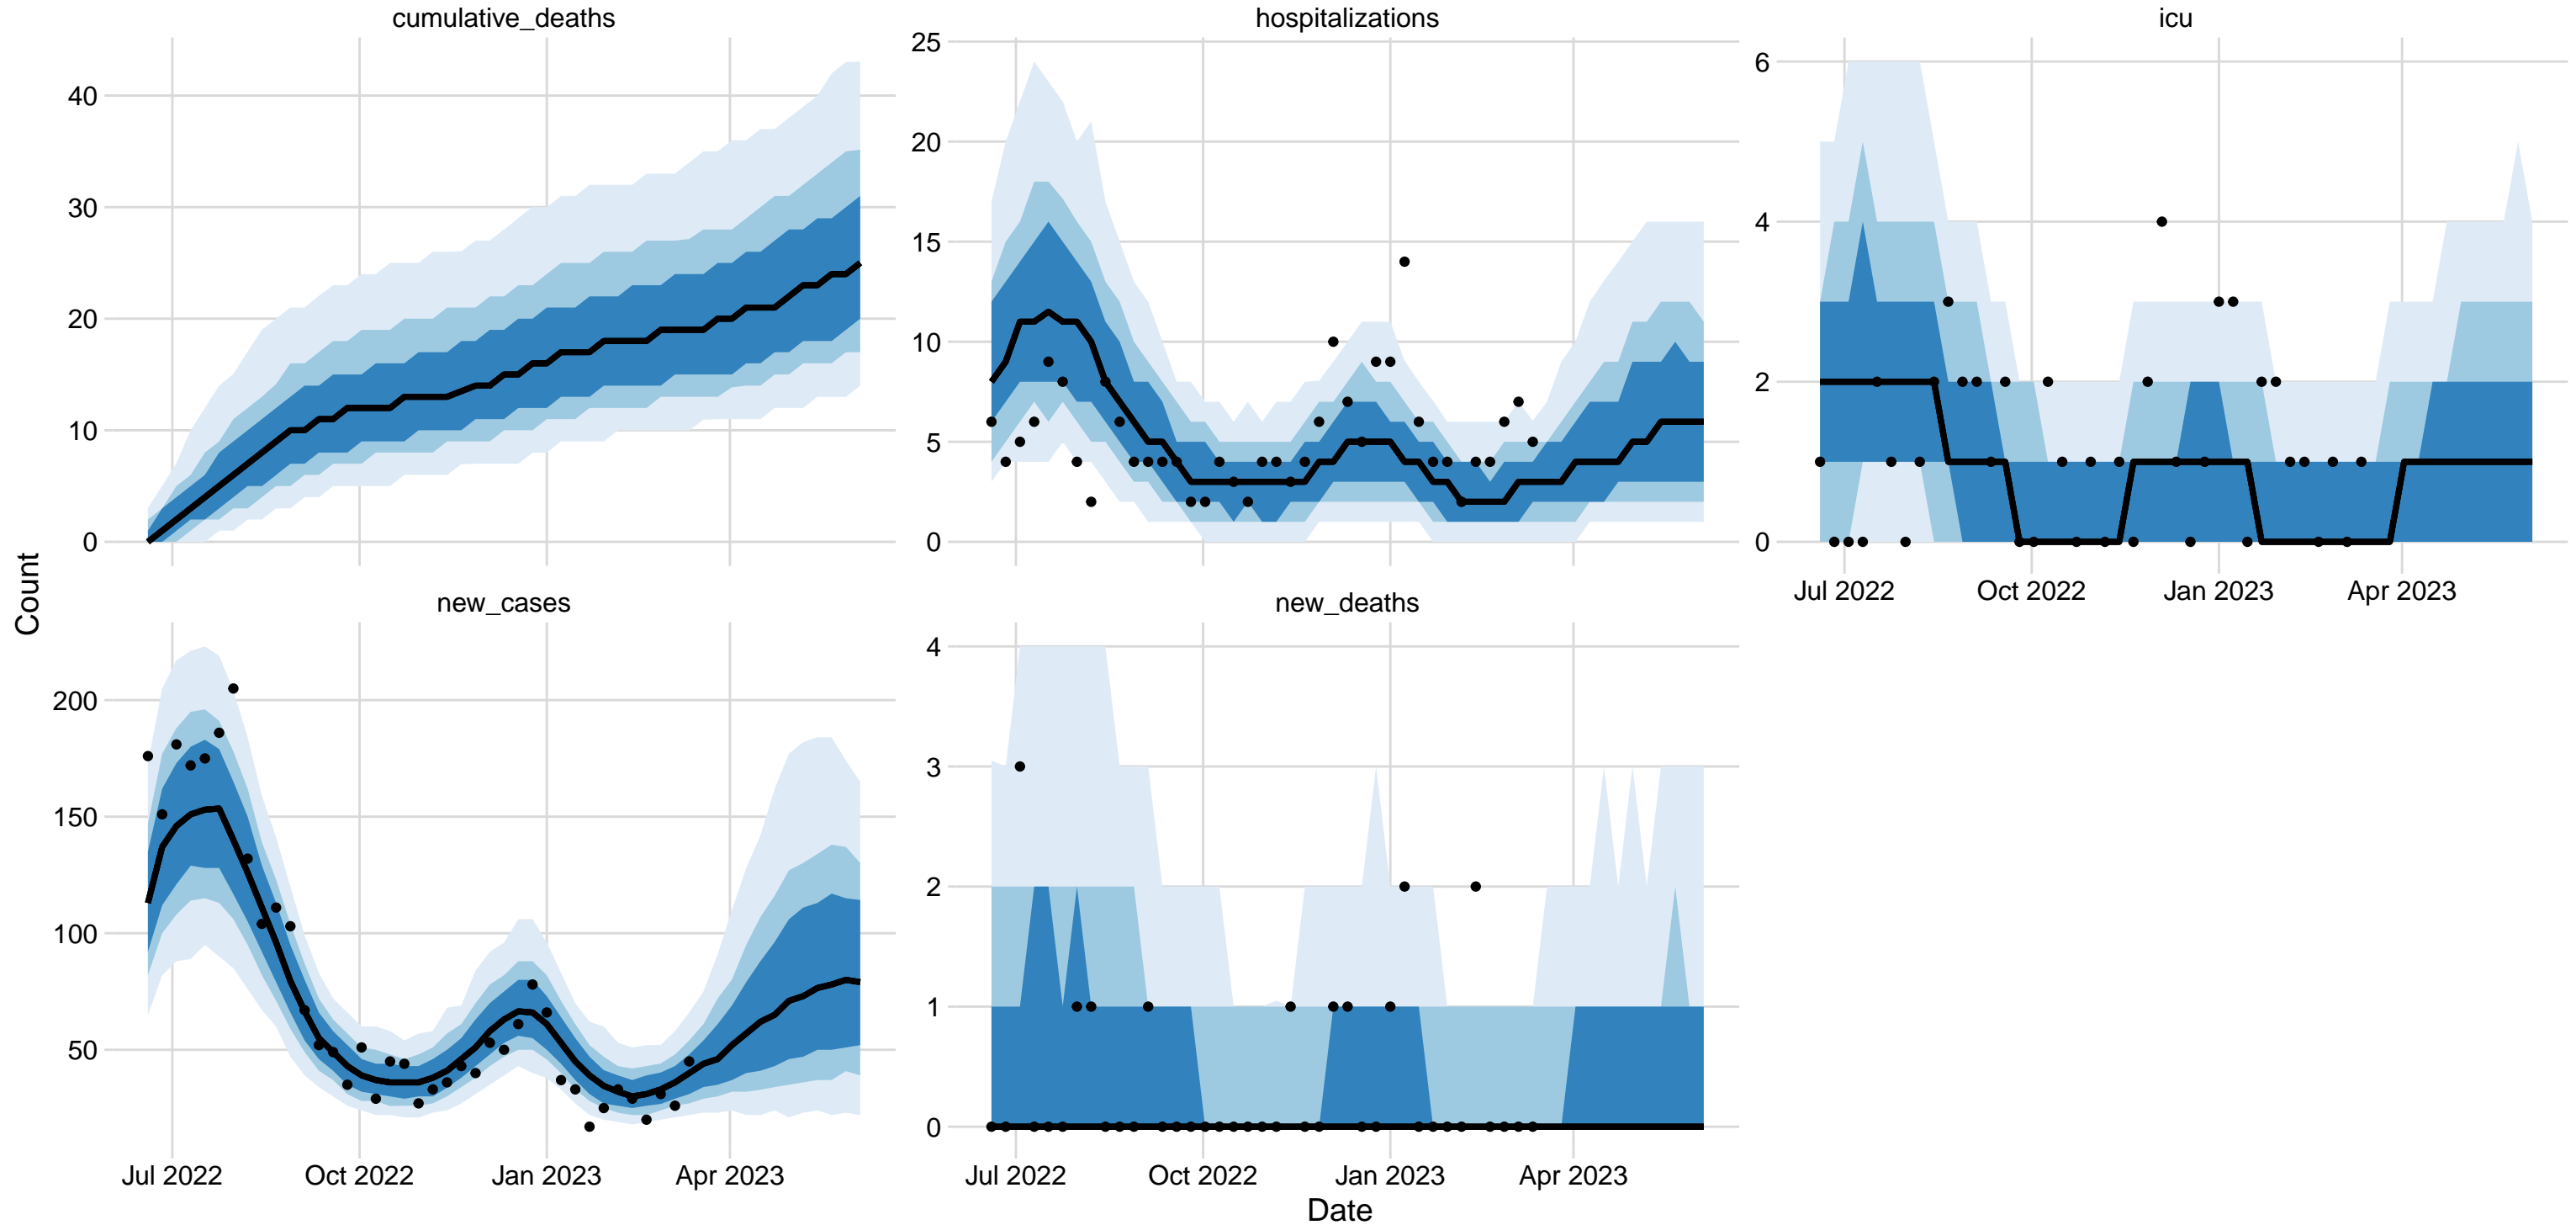 cumulative_deaths
hospitalizations
icu
40
30
20
10
0
25
20
15
10
5
0
6
4
2
0
Jul 2022
Oct 2022
Jan 2023
Apr 2023
Count
new_cases
new_deaths
200
150
100
50
4
3
2
1
0
Jul 2022
Oct 2022
Jan 2023
Apr 2023
Jul 2022
Oct 2022
Jan 2023
Apr 2023
Date